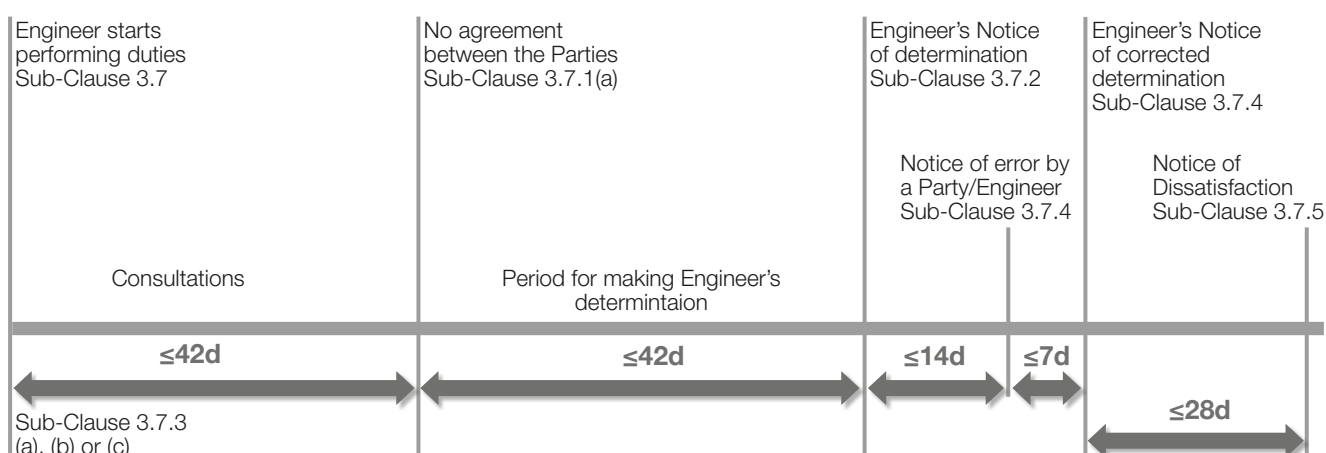 Engineer starts
performing duties
Sub-Clause 3.7
No agreement
between the Parties
Sub-Clause 3.7.1(a)
Engineer’s Notice
of determination
Sub-Clause 3.7.2
Engineer’s Notice
of corrected
determination
Sub-Clause 3.7.4
Notice of error by
a Party/Engineer
Sub-Clause 3.7.4
Notice of
Dissatisfaction
Sub-Clause 3.7.5
Consultations
Period for making Engineer’s
determintaion
≤42d
≤42d
≤14d
≤7d
≤28d
Sub-Clause 3.7.3
(a), (b) or (c)